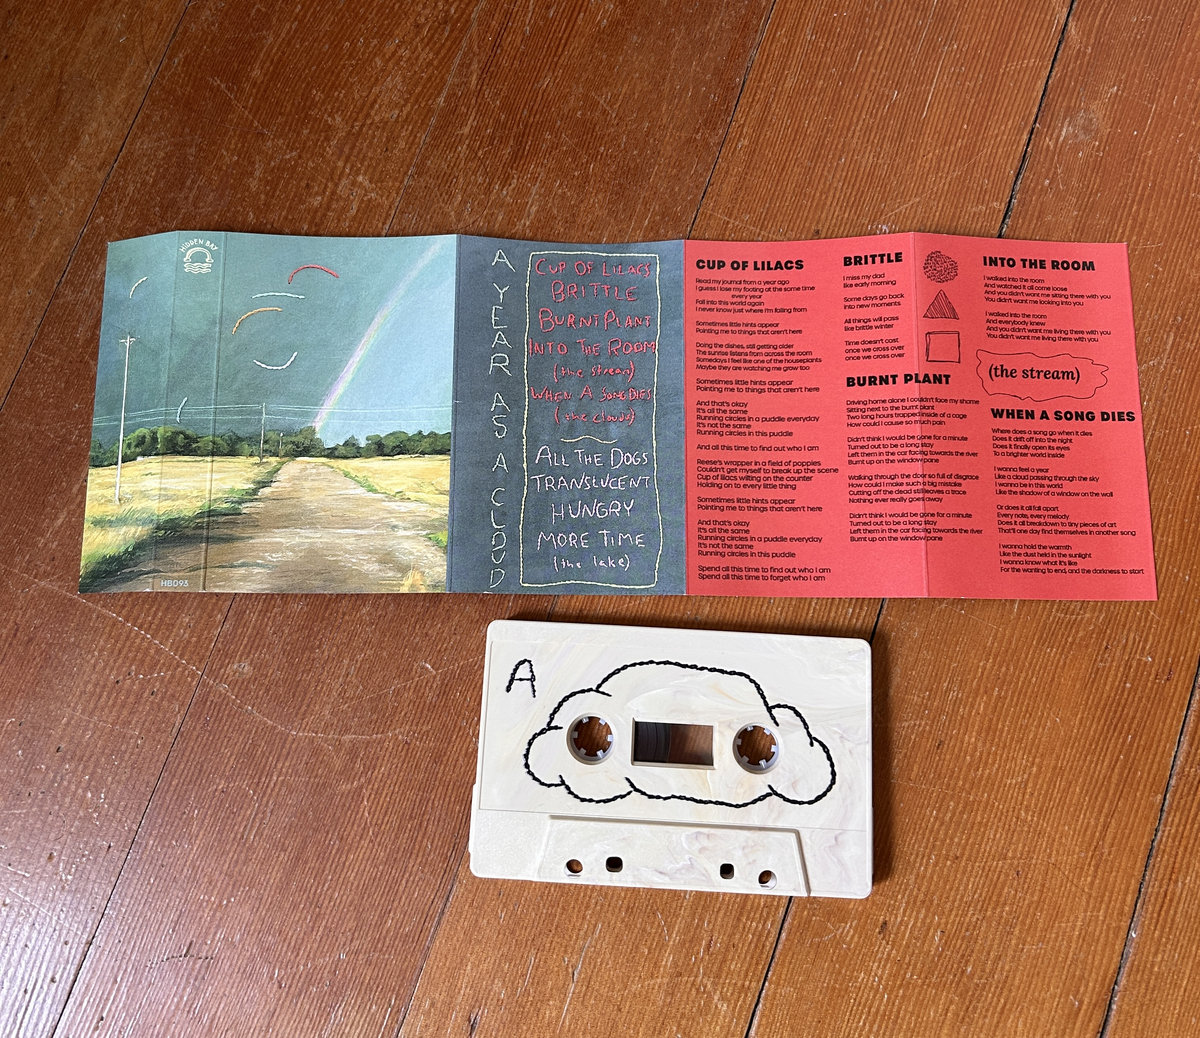 HIDDEN BAY
HB093
A YEAR AS A CLOUD
CUP OF LILACS
BRITTLE
BURNT PLANT
INTO THE ROOM
(the stream)
WHEN A SONG DIES
(the clouds)
ALL THE DOGS
TRANSLUCENT
HUNGRY
MORE TIME
(the lake)
CUP OF LILACS
Read my journal from a year ago
I guess I lose my footing at the same time
every year
Fall into this world again
I never know just where I'm falling from
Sometimes little hints appear
Pointing me to things that aren't here
Doing the dishes, still getting older
The sunrise listens from across the room
Somedays I feel like one of the houseplants
Maybe they are watching me grow too
Sometimes little hints appear
Pointing me to things that aren't here
And that's okay
It's all the same
Running circles in a puddle everyday
It's not the same
Running circles in this puddle
And all this time to find out who I am
Reese's wrapper in a field of poppies
Couldn't get myself to break up the scene
Cup of lilacs wilting on the counter
Holding on to every little thing
Sometimes little hints appear
Pointing me to things that aren't here
And that's okay
It's all the same
Running circles in a puddle everyday
It's not the same
Running circles in this puddle
Spend all this time to find out who I am
Spend all this time to forget who I am
BRITTLE
I miss my dad
like early morning
Some days go back
into new moments
All things will pass
like brittle winter
Time doesn't cost
once we cross over
once we cross over
BURNT PLANT
Driving home alone I couldn't face my shame
Sitting next to the burnt plant
Two long hours trapped inside of a cage
How could I cause so much pain
Didn't think I would be gone for a minute
Turned out to be a long stay
Left them in the car facing towards the river
Burnt up on the window pane
Walking through the door so full of disgrace
How could I make such a big mistake
Cutting off the dead still leaves a trace
Nothing ever really goes away
Didn't think I would be gone for a minute
Turned out to be a long stay
Left them in the car facing towards the river
Burnt up on the window pane
INTO THE ROOM
I walked into the room
And watched it all come loose
And you didn't want me sitting there with you
You didn't want me looking into you
I walked into the room
And everybody knew
And you didn't want me living there with you
You didn't want me living there with you
(the stream)
WHEN A SONG DIES
Where does a song go when it dies
Does it drift off into the night
Does it finally open its eyes
To a brighter world inside
I wanna feel a year
Like a cloud passing through the sky
I wanna be in this world
Like the shadow of a window on the wall
Or does it all fall apart
Every note, every melody
Does it all breakdown to tiny pieces of art
That'll one day find themselves in another song
I wanna hold the warmth
Like the dust held in the sunlight
I wanna know what it's like
For the wanting to end, and the darkness to start
A